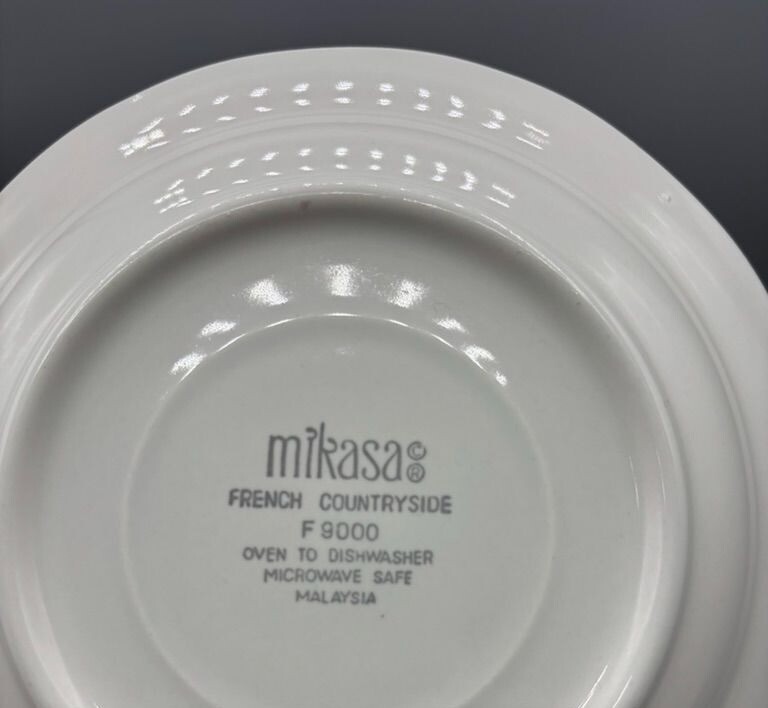 mikasa©®
FRENCH COUNTRYSIDE
F 9000
OVEN TO DISHWASHER
MICROWAVE SAFE
MALAYSIA